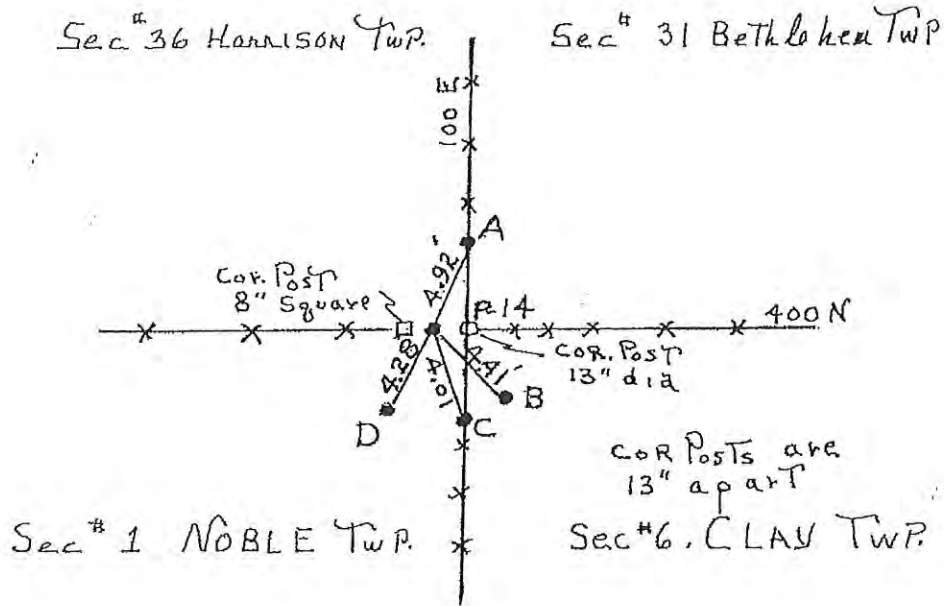 Sec # 36 Harrison Twp.
Sec # 31 Bethlehem Twp
100 E
A
4.92'
Cor. Post
8" Square
P-14
400 N
Cor. Post
13" dia
4.28
4.01
4.41'
B
D
C
Cor Posts are
13" apart
Sec # 1 Noble Twp.
Sec #6. Clay Twp.